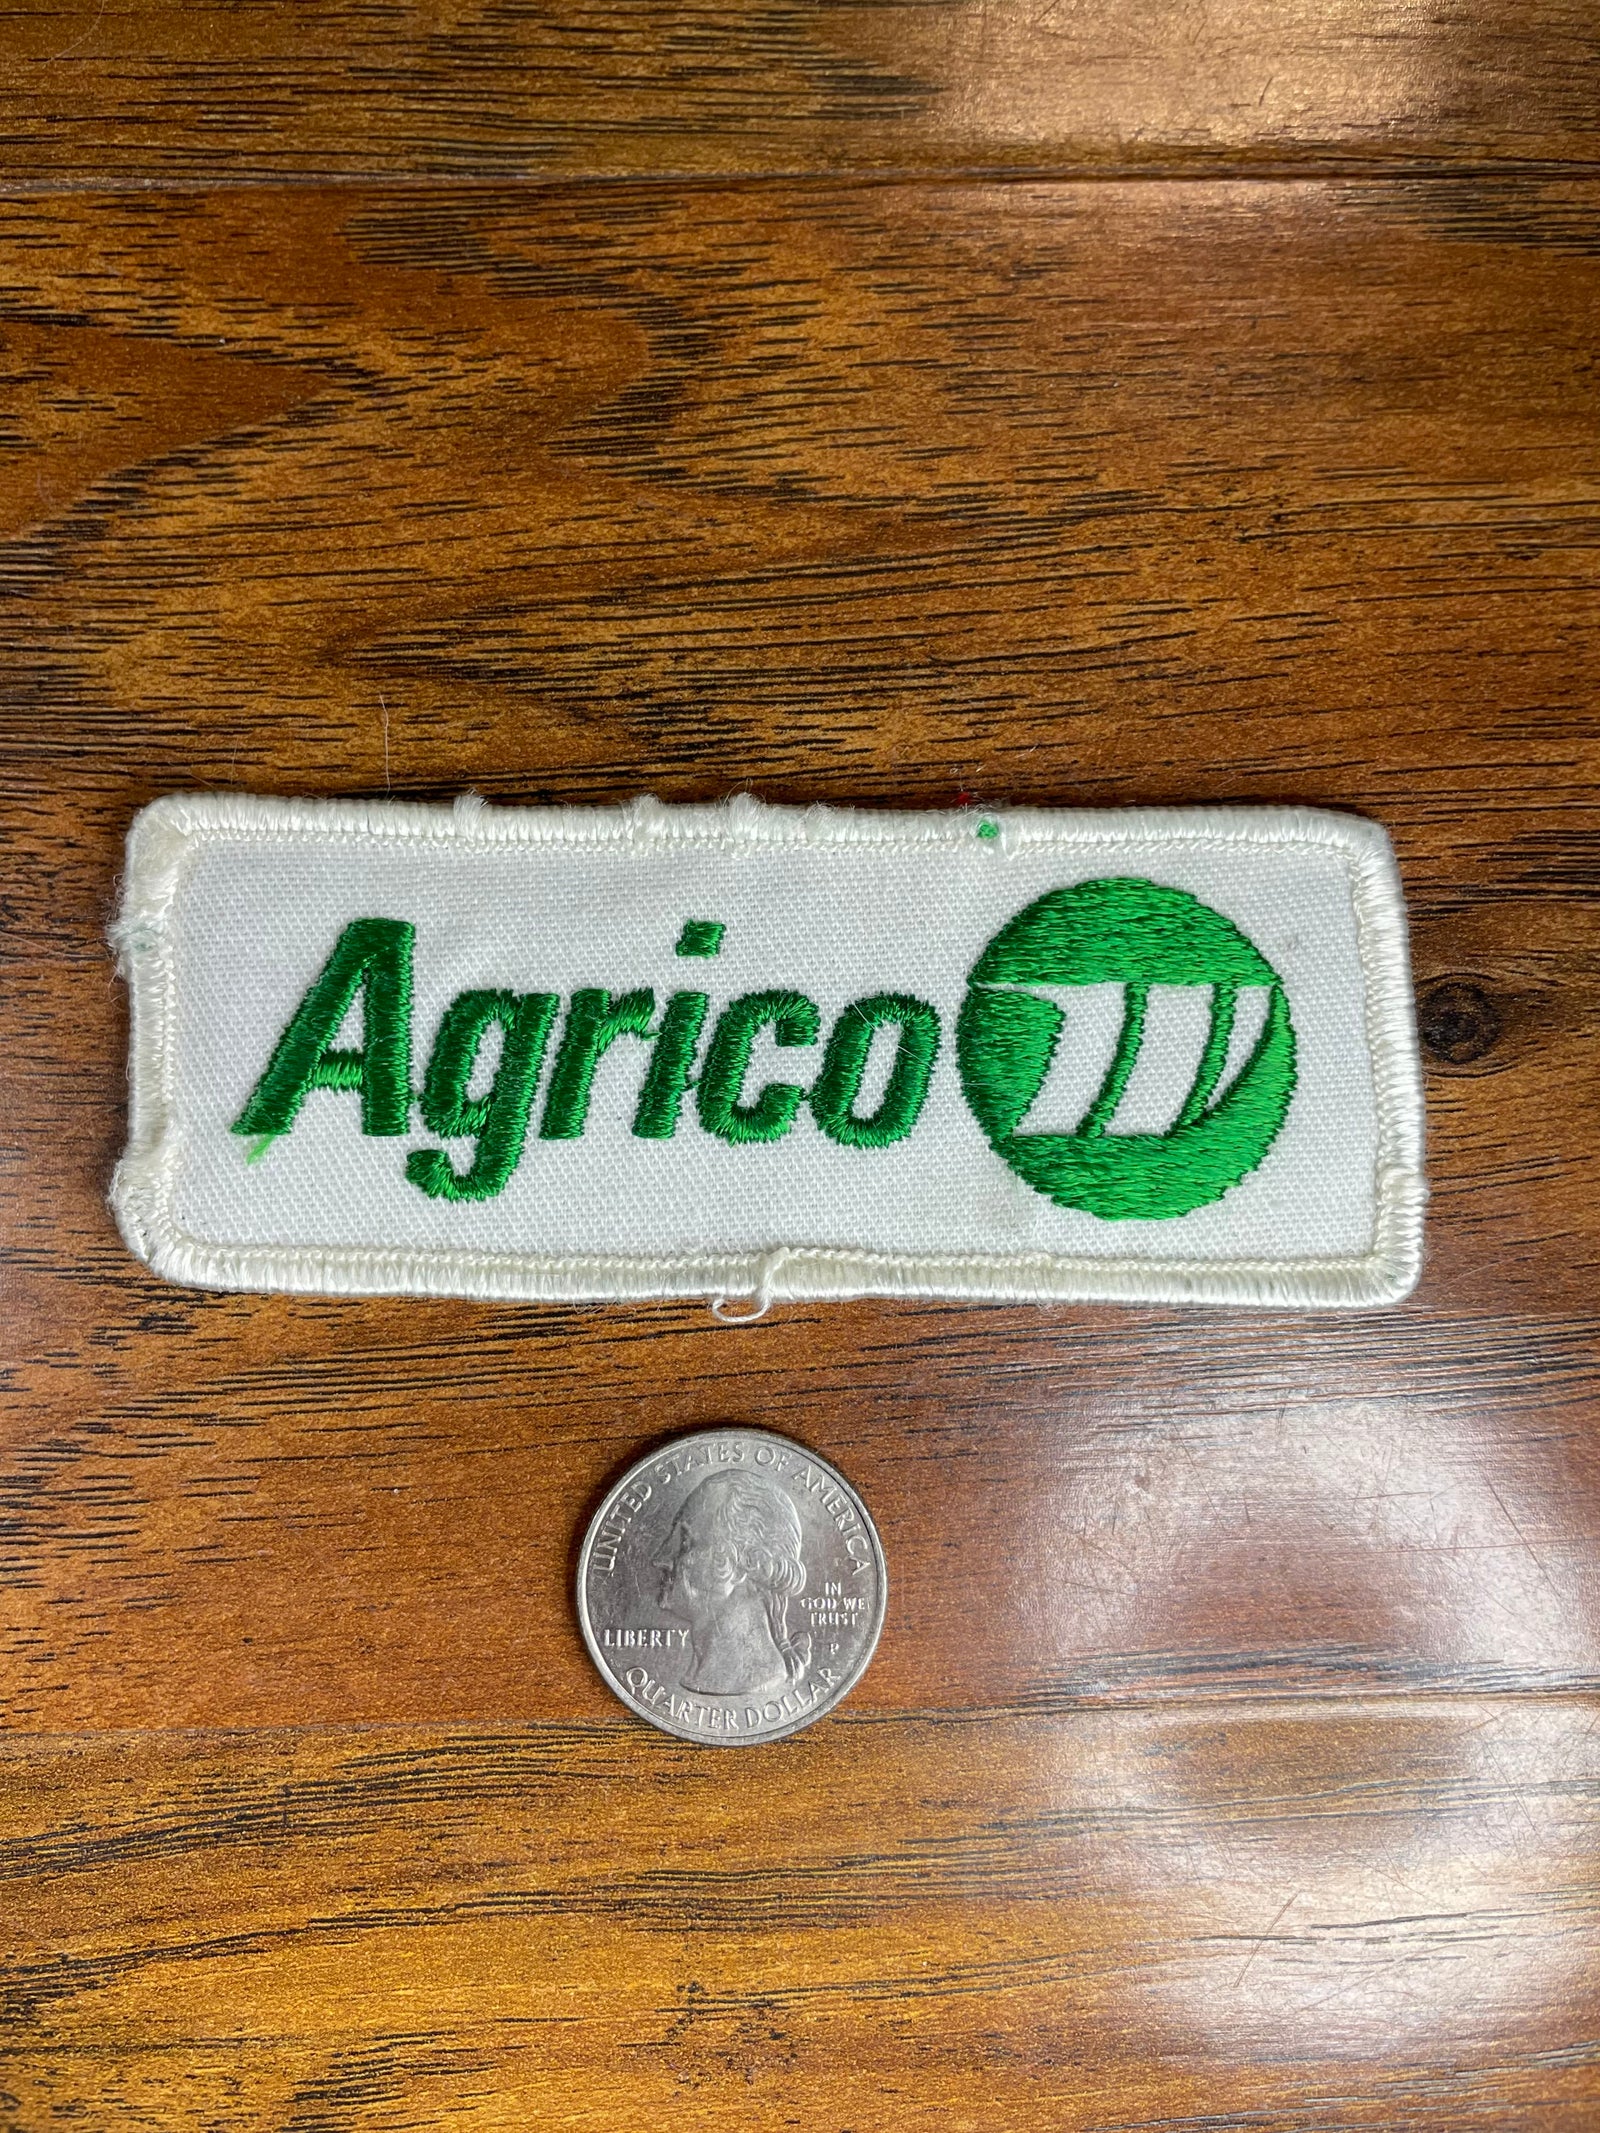 Agrico
UNITED STATES OF AMERICA
IN
GOD WE
TRUST
P
LIBERTY
QUARTER DOLLAR